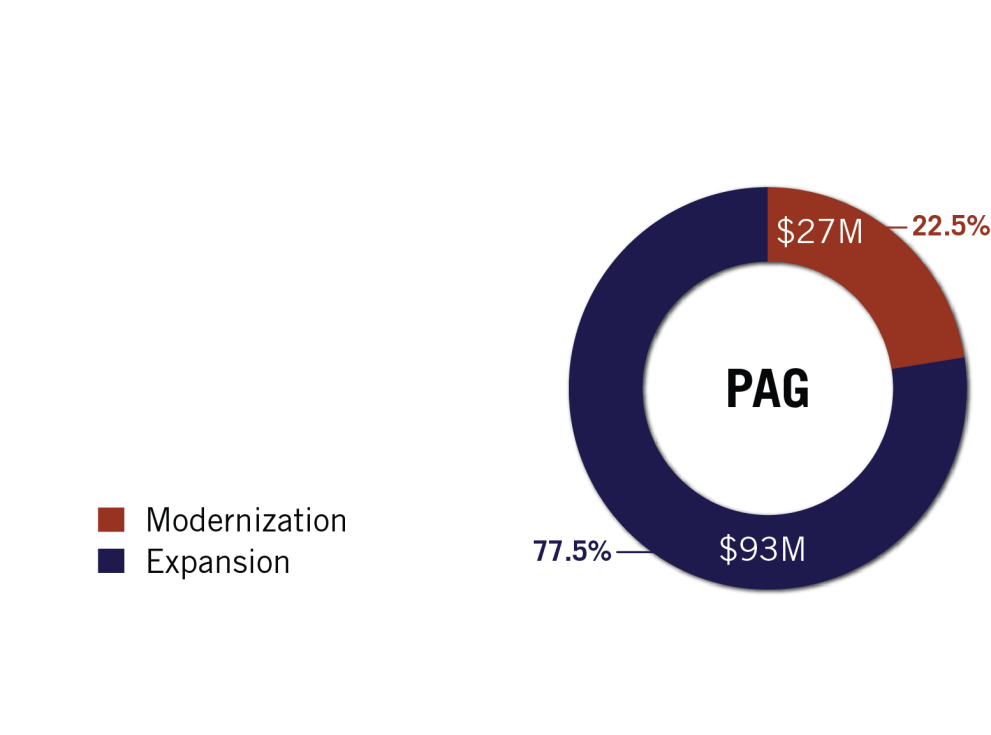 $27M
22.5%
PAG
Modernization
Expansion
77.5%
$93M